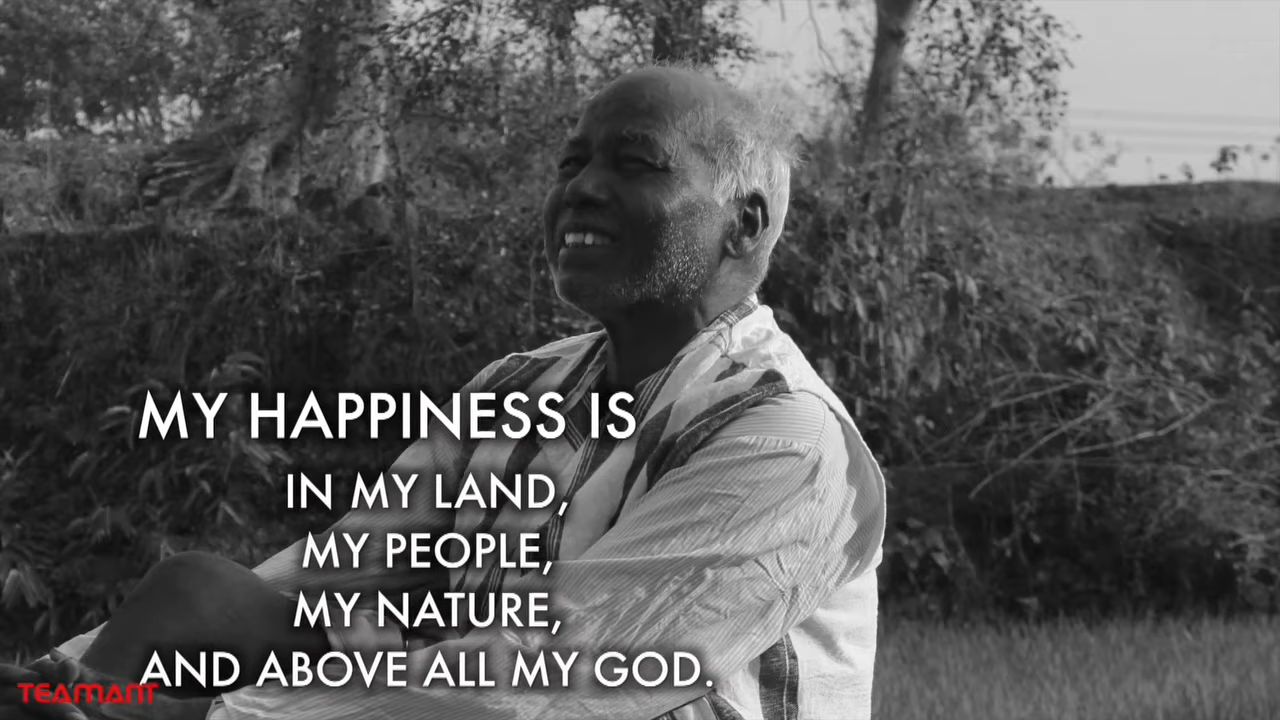 MY HAPPINESS IS
IN MY LAND,
MY PEOPLE,
MY NATURE,
AND ABOVE ALL MY GOD.
TEAMANT